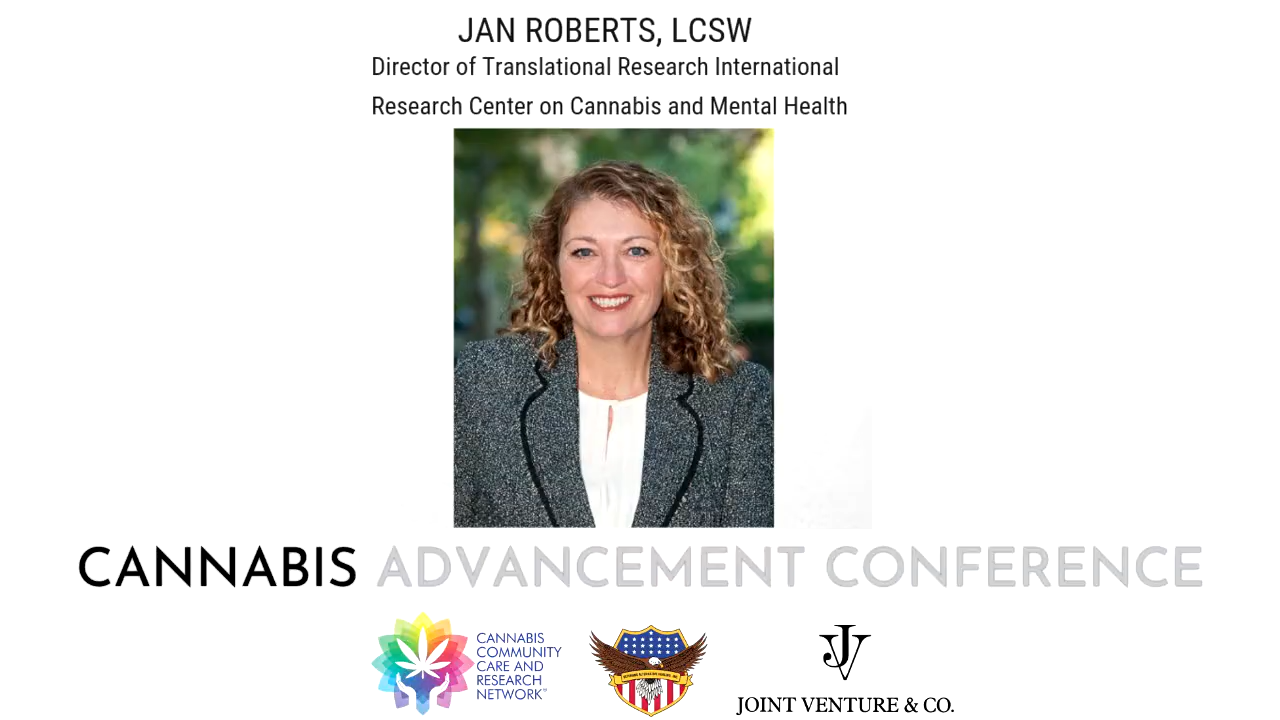 JAN ROBERTS, LCSW
Director of Translational Research International
Research Center on Cannabis and Mental Health
CANNABIS ADVANCEMENT CONFERENCE
CANNABIS
COMMUNITY
CARE AND
RESEARCH
NETWORK™
JV
JOINT VENTURE & CO.